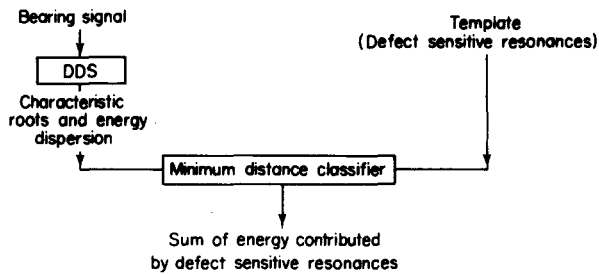 Bearing signal
DDS
Characteristic
roots and energy
dispersion
Template
(Defect sensitive resonances)
Minimum distance classifier
Sum of energy contributed
by defect sensitive resonances